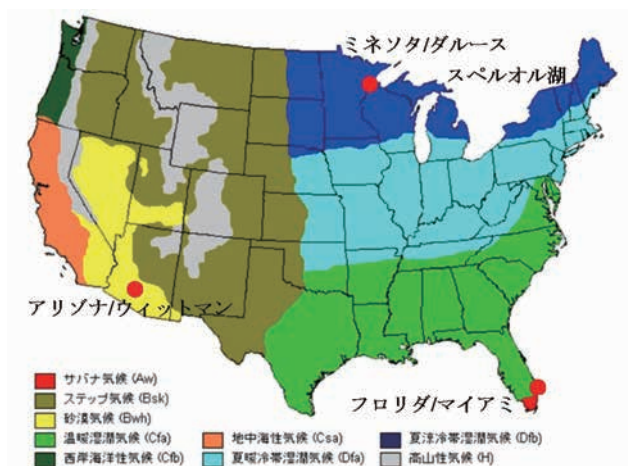 ミネソタ/ダルース
スペルオル湖
アリゾナ/ウィットマン
フロリダ/マイアミ
サバナ気候 (Aw)
ステップ気候 (Bsk)
砂漠気候 (Bwh)
温暖湿潤気候 (Cfa)
地中海性気候 (Csa)
夏涼冷帯湿潤気候 (Dfb)
西岸海洋性気候 (Cfb)
夏暖冷帯湿潤気候 (Dfa)
高山性気候 (H)